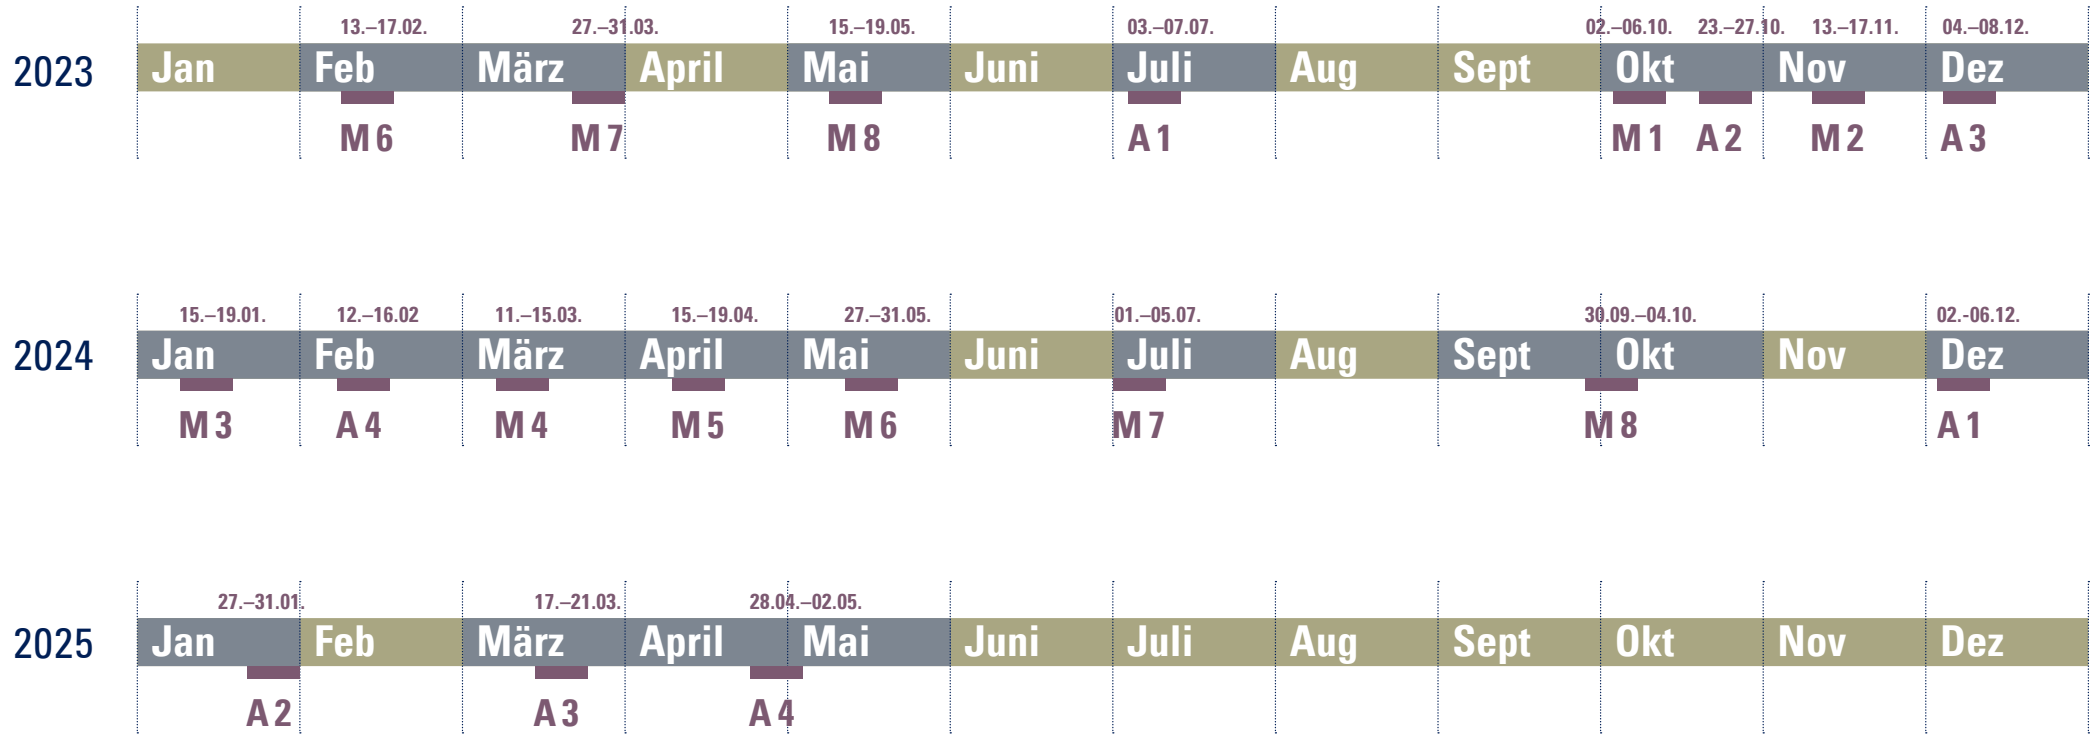 13.–17.02. 27.–31.03. 15.–19.05. 03.–07.07. 02.–06.10. 23.–27.10. 13.–17.11. 04.–08.12.
2023 Jan Feb März April Mai Juni Juli Aug Sept Okt Nov Dez
M 6 M 7 M 8 A 1 M 1 A 2 M 2 A 3
15.–19.01. 12.–16.02 11.–15.03. 15.–19.04. 27.–31.05. 01.–05.07. 30.09.–04.10. 02.-06.12.
2024 Jan Feb März April Mai Juni Juli Aug Sept Okt Nov Dez
M 3 A 4 M 4 M 5 M 6 M 7 M 8 A 1
27.–31.01. 17.–21.03. 28.04.–02.05.
2025 Jan Feb März April Mai Juni Juli Aug Sept Okt Nov Dez
A 2 A 3 A 4